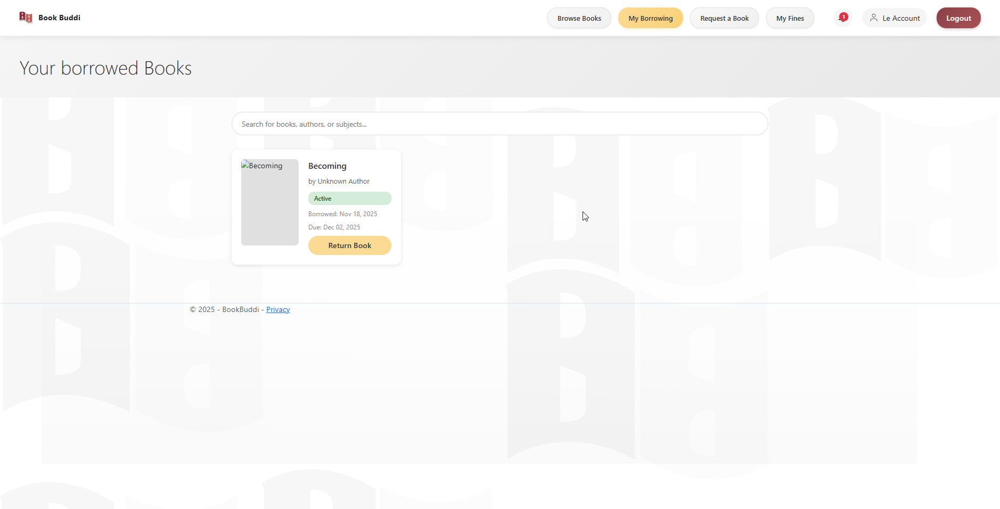 Book Buddi
Browse Books
My Borrowing
Request a Book
My Fines
1
Le Account
Logout
Your borrowed Books
Search for books, authors, or subjects...
Becoming
Becoming
by Unknown Author
Active
Borrowed: Nov 18, 2025
Due: Dec 02, 2025
Return Book
© 2025 - BookBuddi - Privacy